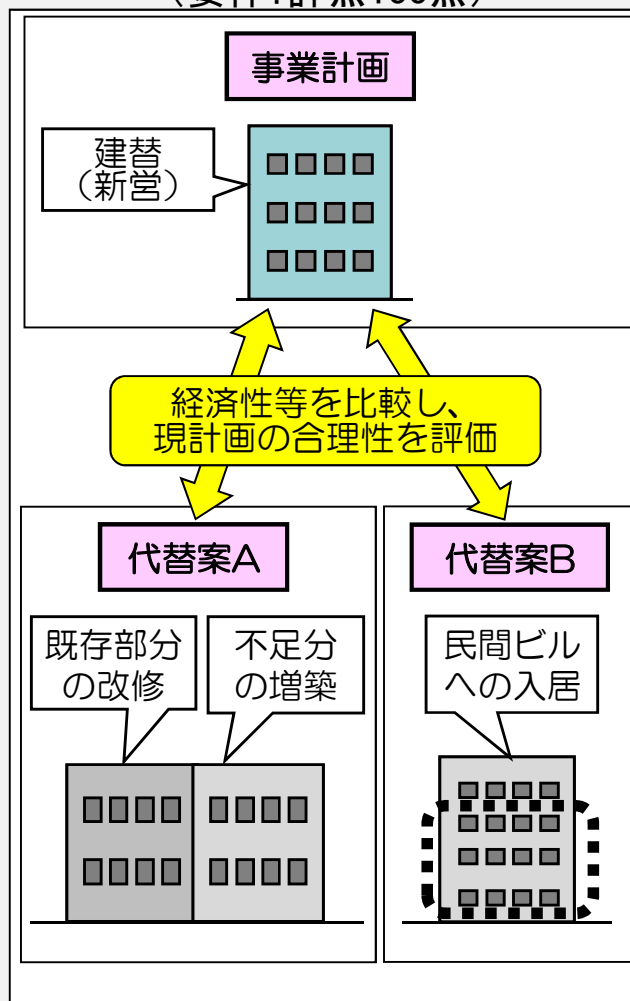 事業計画
建替
（新営）
経済性等を比較し、
現計画の合理性を評価
代替案A
代替案B
既存部分
の改修
不足分
の増築
民間ビル
への入居